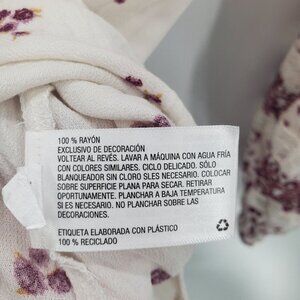 100 % RAYÓN
EXCLUSIVO DE DECORACIÓN
VOLTEAR AL REVÉS. LAVAR A MÁQUINA CON AGUA FRÍA
CON COLORES SIMILARES. CICLO DELICADO. SÓLO
BLANQUEADOR SIN CLORO SI ES NECESARIO. COLOCAR
SOBRE SUPERFICIE PLANA PARA SECAR. RETIRAR
OPORTUNAMENTE. PLANCHAR A BAJA TEMPERATURA
SI ES NECESARIO. NO PLANCHAR SOBRE LAS
DECORACIONES.
ETIQUETA ELABORADA CON PLÁSTICO
100 % RECICLADO